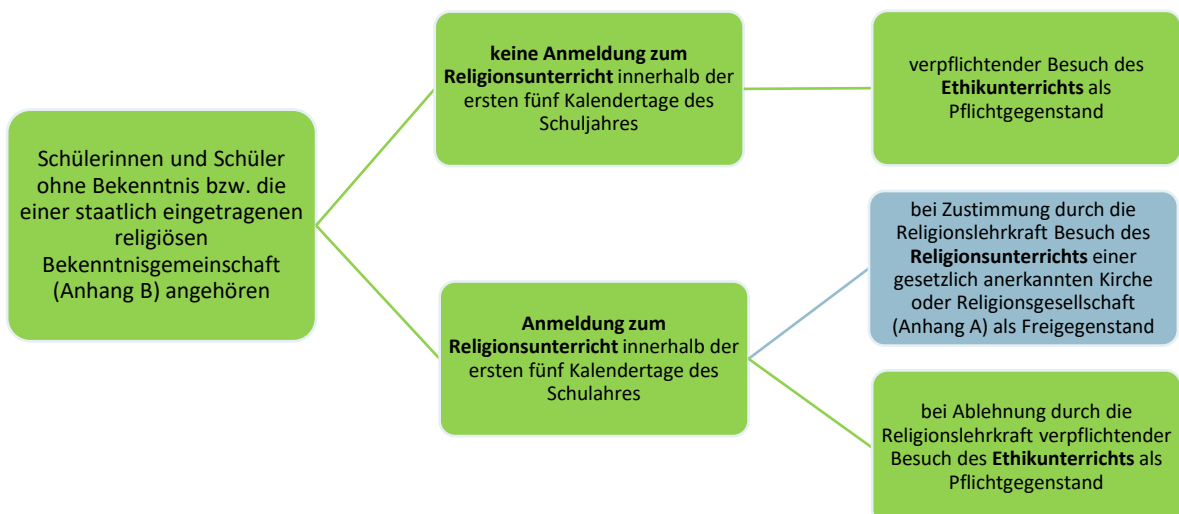 Schülerinnen und Schüler
ohne Bekenntnis bzw. die
einer staatlich eingetragenen
religiösen
Bekenntnisgemeinschaft
(Anhang B) angehören
keine Anmeldung zum
Religionsunterricht innerhalb der
ersten fünf Kalendertage des
Schuljahres
verpflichtender Besuch des
Ethikunterrichts als
Pflichtgegenstand
Anmeldung zum
Religionsunterricht innerhalb der
ersten fünf Kalendertage des
Schulahres
bei Zustimmung durch die
Religionslehrkraft Besuch des
Religionsunterrichts einer
gesetzlich anerkannten Kirche
oder Religionsgesellschaft
(Anhang A) als Freigegenstand
bei Ablehnung durch die
Religionslehrkraft verpflichtender
Besuch des Ethikunterrichts als
Pflichtgegenstand